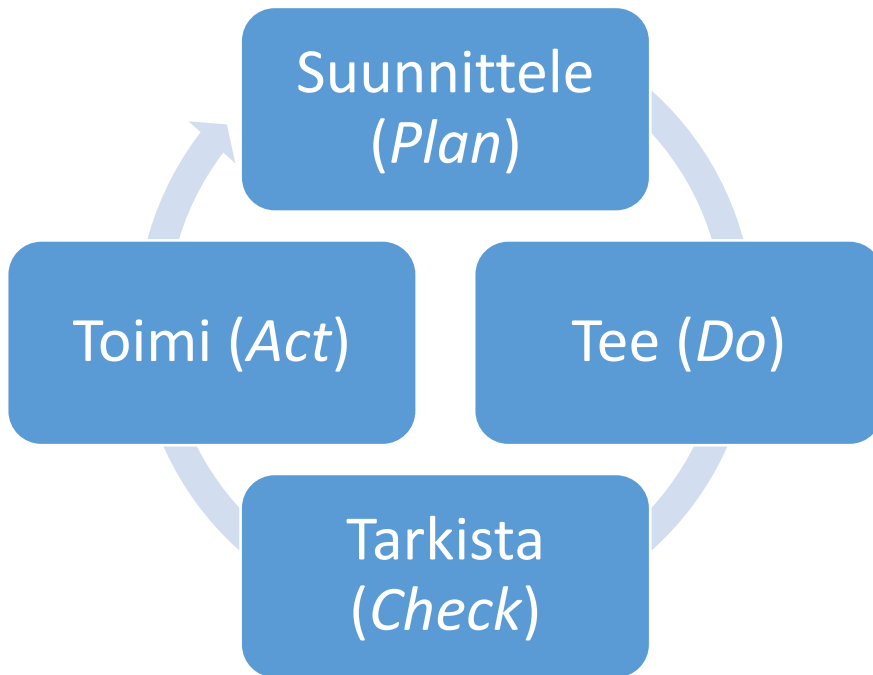 Suunnittele
(Plan)
Toimi (Act)
Tee (Do)
Tarkista
(Check)